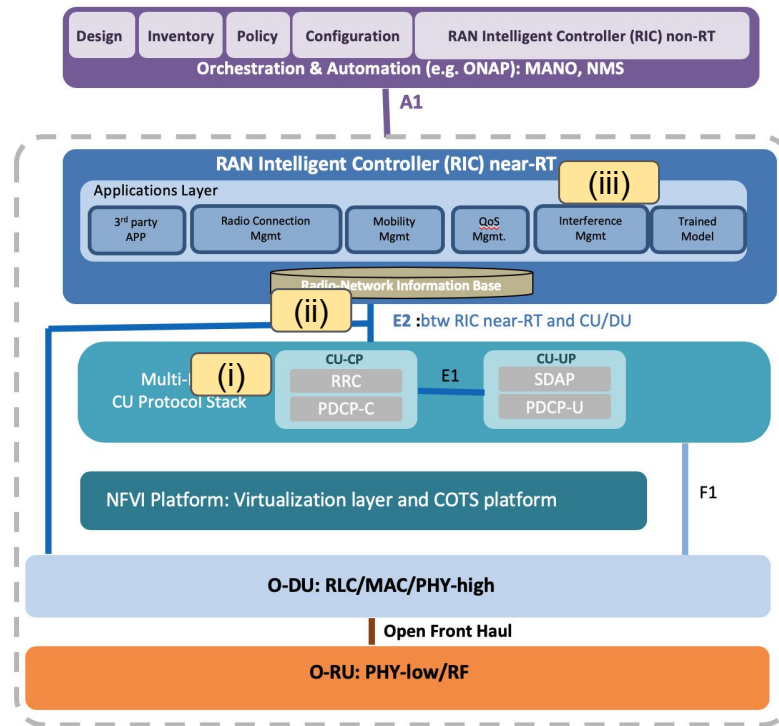 Design
Inventory
Policy
Configuration
RAN Intelligent Controller (RIC) non-RT
Orchestration & Automation (e.g. ONAP): MANO, NMS
A1
RAN Intelligent Controller (RIC) near-RT
(iii)
Applications Layer
3rd party
APP
Radio Connection
Mgmt
Mobility
Mgmt
QoS
Mgmt.
Interference
Mgmt
Trained
Model
Radio-Network Information Base
(ii)
E2 :btw RIC near-RT and CU/DU
(i)
Multi-
CU Protocol Stack
CU-CP
RRC
PDCP-C
E1
CU-UP
SDAP
PDCP-U
NFVI Platform: Virtualization layer and COTS platform
F1
O-DU: RLC/MAC/PHY-high
Open Front Haul
O-RU: PHY-low/RF